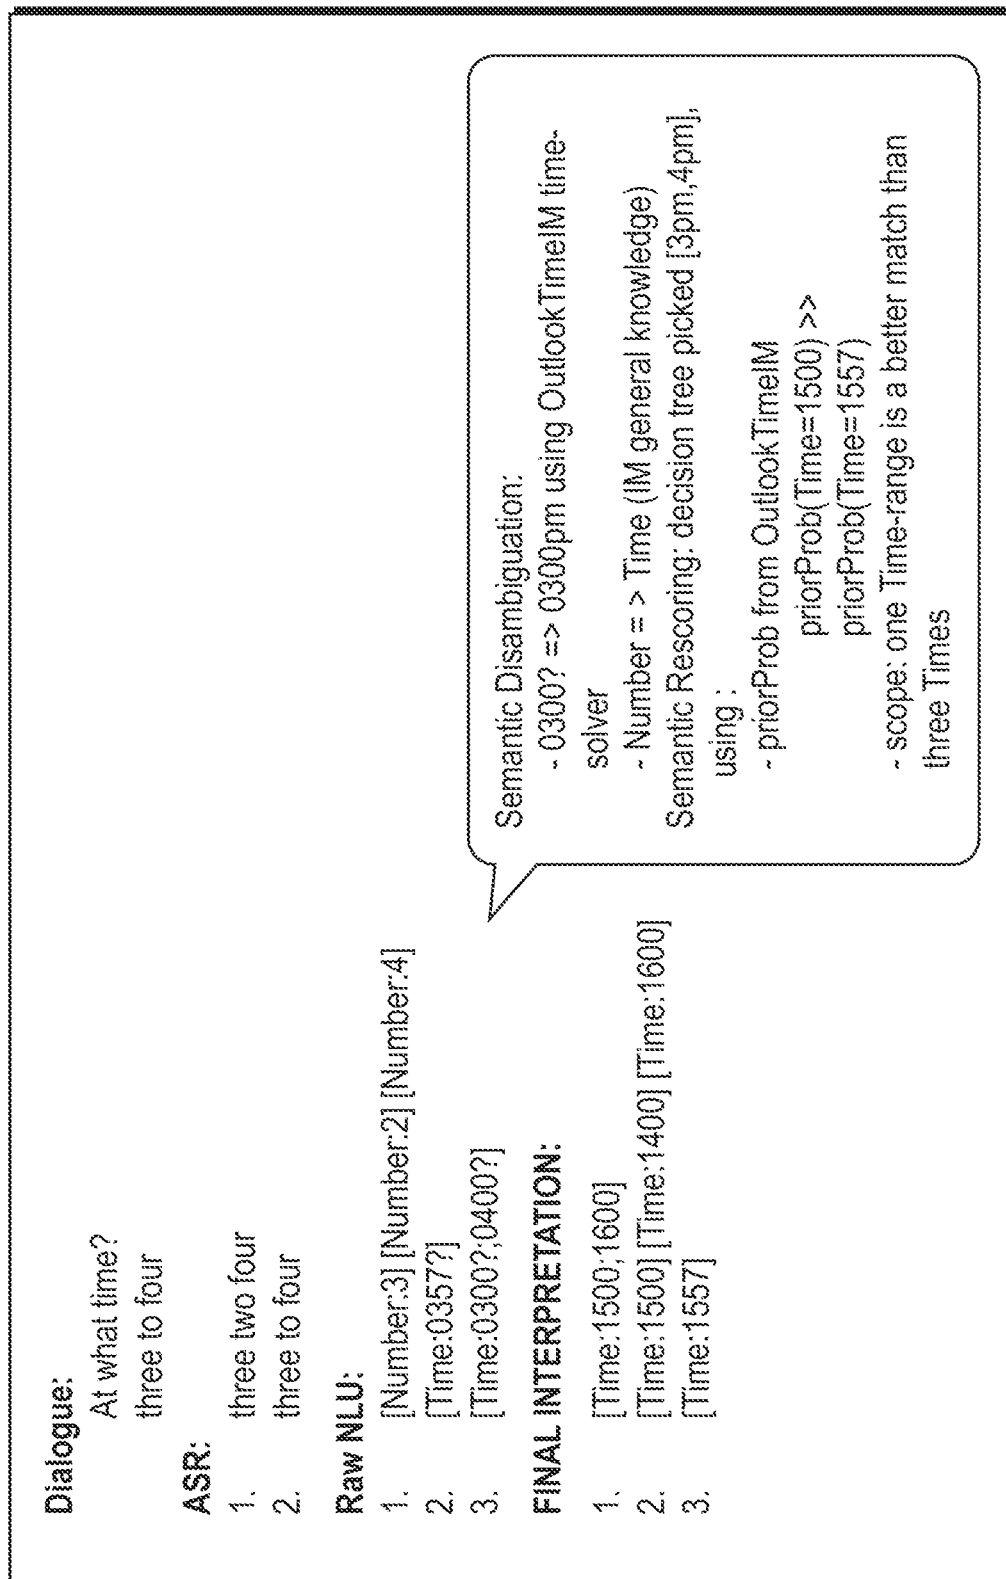 Dialogue:
At what time?
three to four
ASR:
1. three two four
2. three to four
Raw NLU:
1. [Number:3] [Number:2] [Number:4]
2. [Time:0357?]
3. [Time:0300?;0400?]
FINAL INTERPRETATION:
1. [Time:1500;1600]
2. [Time:1500] [Time:1400] [Time:1600]
3. [Time:1557]
Semantic Disambiguation:
- 0300? => 0300pm using OutlookTimeIM time-
solver
- Number = > Time (IM general knowledge)
Semantic Rescoring: decision tree picked [3pm,4pm],
using :
- priorProb from OutlookTimeIM
priorProb(Time=1500) >>
priorProb(Time=1557)
- scope: one Time-range is a better match than
three Times